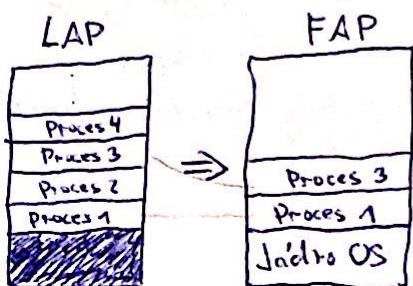 LAP
FAP
Proces 4
Proces 3
Proces 2
Proces 1
Proces 3
Proces 1
Jádro OS